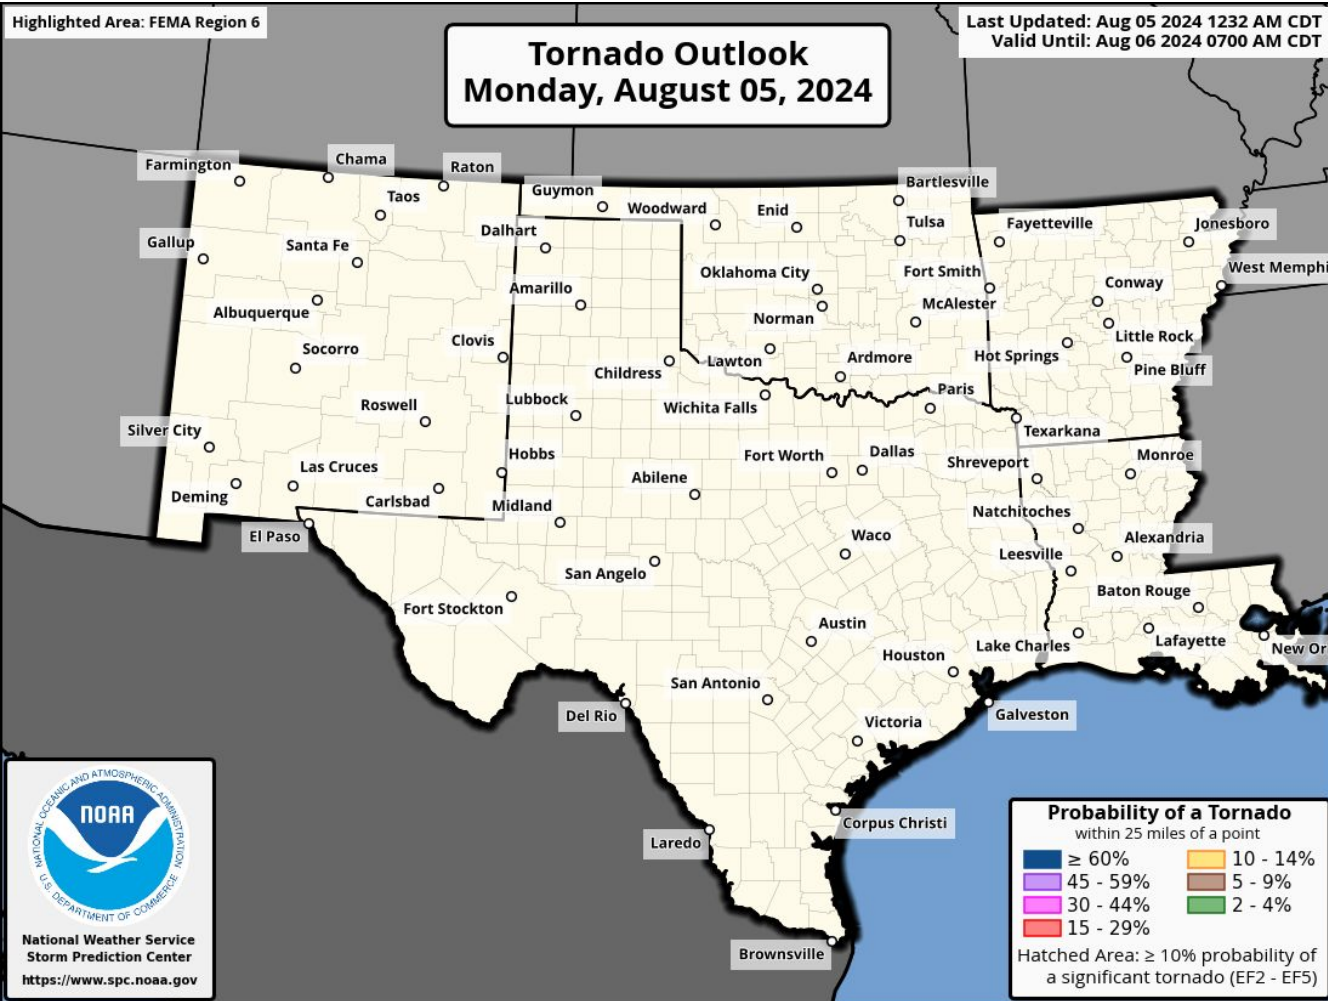 Highlighted Area: FEMA Region 6
Last Updated: Aug 05 2024 1232 AM CDT
Valid Until: Aug 06 2024 0700 AM CDT
Tornado Outlook
Monday, August 05, 2024
Farmington
Chama
Raton
Taos
Guymon
Woodward
Enid
Bartlesville
Tulsa
Fayetteville
Jonesboro
Gallup
Santa Fe
Dalhart
Oklahoma City
Fort Smith
West Memphi
Albuquerque
Amarillo
Norman
McAlester
Conway
Socorro
Clovis
Childress
Lawton
Ardmore
Hot Springs
Little Rock
Pine Bluff
Roswell
Lubbock
Wichita Falls
Paris
Texarkana
Silver City
Las Cruces
Hobbs
Abilene
Fort Worth
Dallas
Shreveport
Monroe
Deming
Carlsbad
Midland
Natchitoches
El Paso
San Angelo
Waco
Leesville
Alexandria
Fort Stockton
Austin
Baton Rouge
Houston
Lake Charles
Lafayette
New Or
San Antonio
Del Rio
Victoria
Galveston
Laredo
Corpus Christi
Brownsville
NATIONAL OCEANIC AND ATMOSPHERIC ADMINISTRATION
NOAA
U.S. DEPARTMENT OF COMMERCE
National Weather Service
Storm Prediction Center
https://www.spc.noaa.gov
Probability of a Tornado
within 25 miles of a point
≥ 60%
45 - 59%
30 - 44%
15 - 29%
10 - 14%
5 - 9%
2 - 4%
Hatched Area: ≥ 10% probability of
a significant tornado (EF2 - EF5)